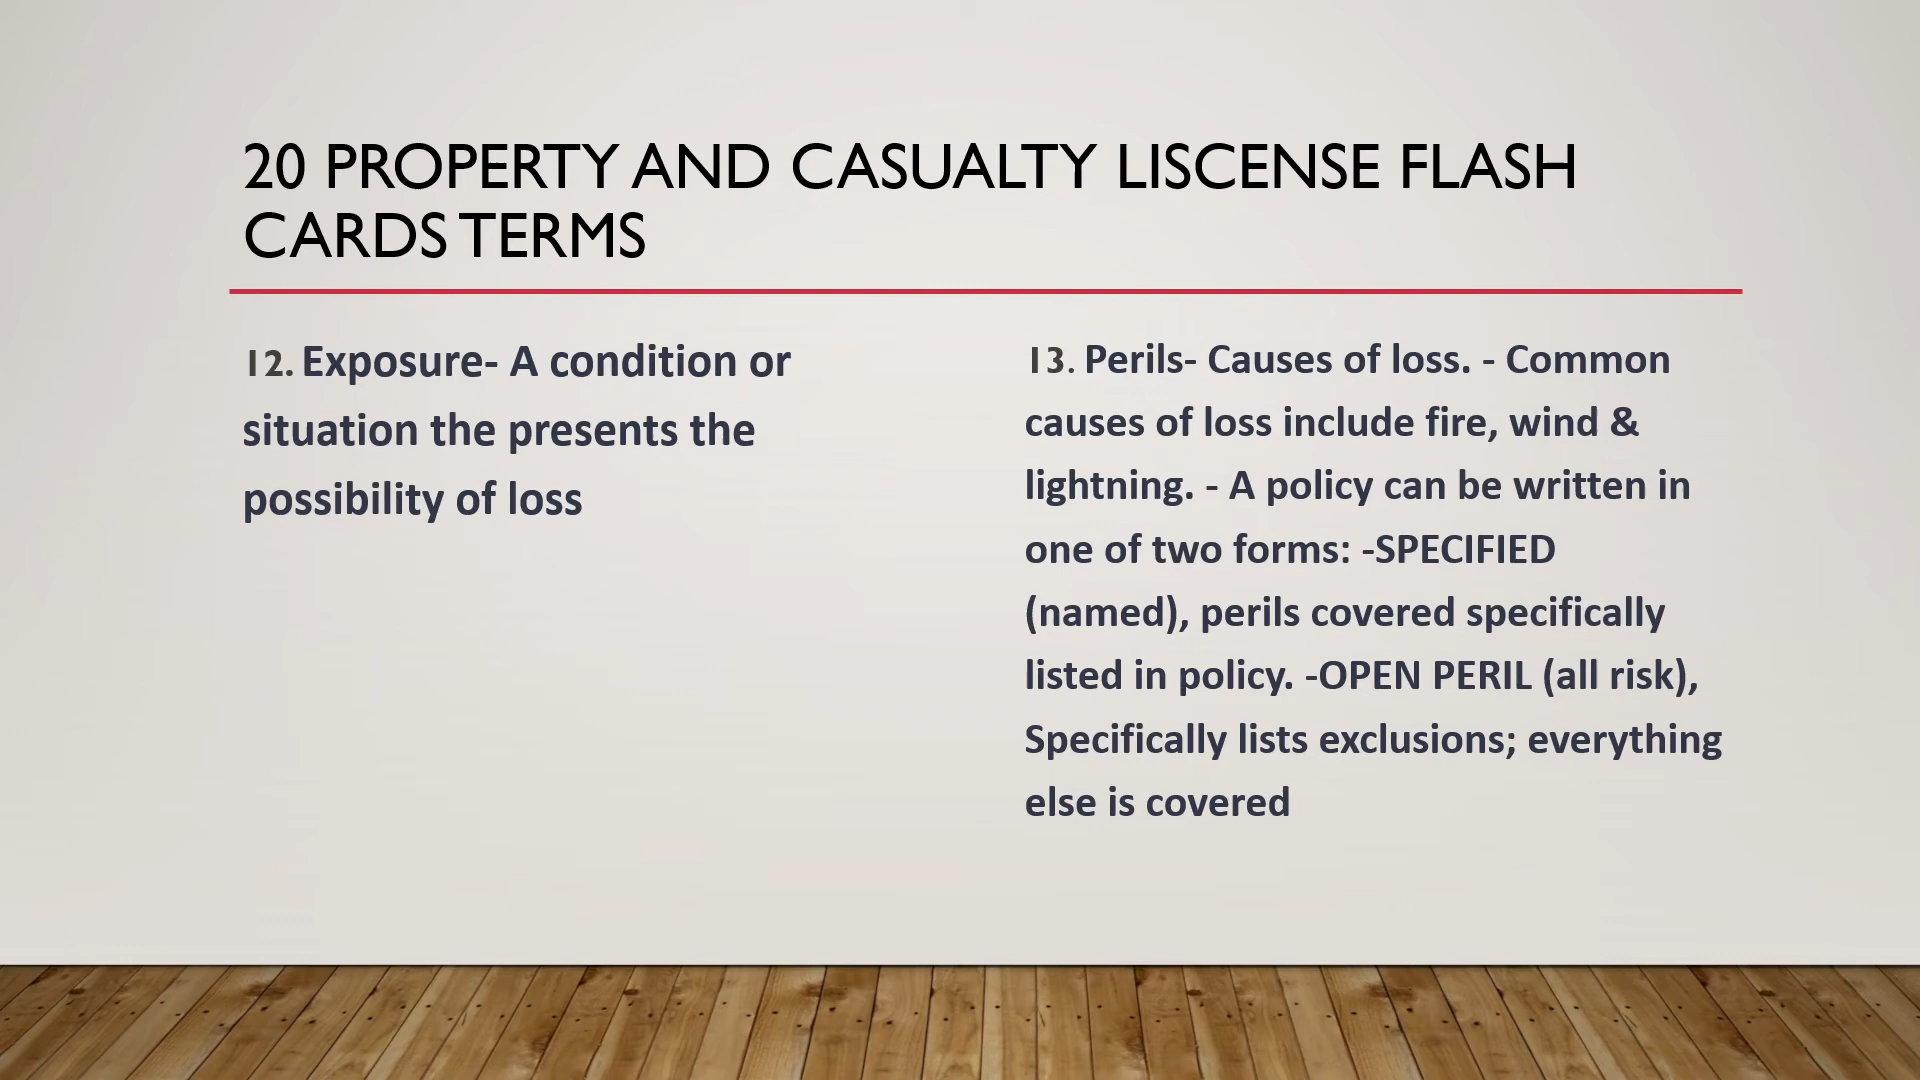 20 PROPERTY AND CASUALTY LISCENSE FLASH
CARDS TERMS
12. Exposure- A condition or
situation the presents the
possibility of loss
13. Perils- Causes of loss. - Common
causes of loss include fire, wind &
lightning. - A policy can be written in
one of two forms: -SPECIFIED
(named), perils covered specifically
listed in policy. -OPEN PERIL (all risk),
Specifically lists exclusions; everything
else is covered